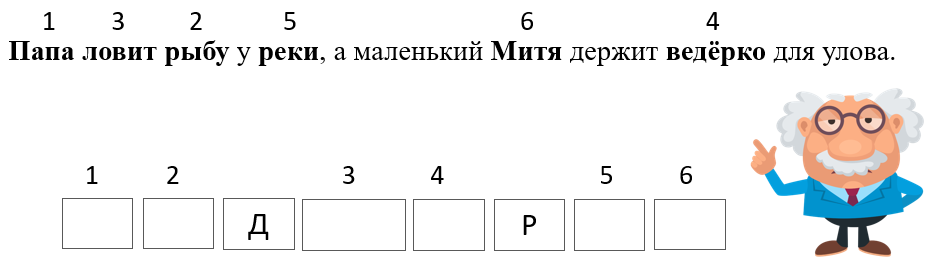 1 3 2 5 6 4
Папа ловит рыбу у реки, а маленький Митя держит ведёрко для улова.
1 2 3 4 5 6
Д Р